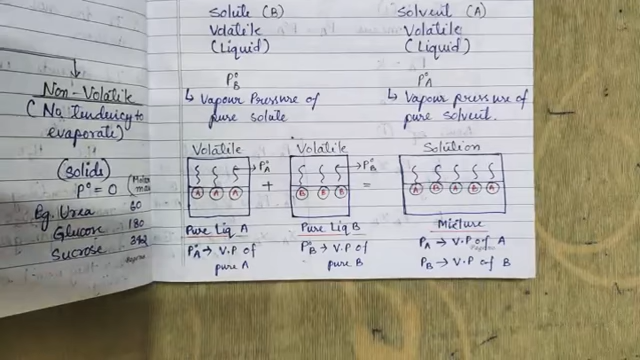 Non-Volatile
(No tendency to
evaporate)
(Solids)
P° = 0
Eg. Urea 60
Glucose 180
Sucrose 342
Solute (B)
Volatile
(Liquid)
P°B
↳ Vapour Pressure of
pure solute
Solvent (A)
Volatile
(Liquid)
P°A
↳ Vapour pressure of
pure solvent.
Volatile Volatile Solution
→P°A →P°B
A A A + B B B = A B A A A
Pure Liq A Pure Liq B Mixture
P°A → V.P of
pure A
P°B → V.P of
pure B
PA → V.P of A
PB → V.P of B